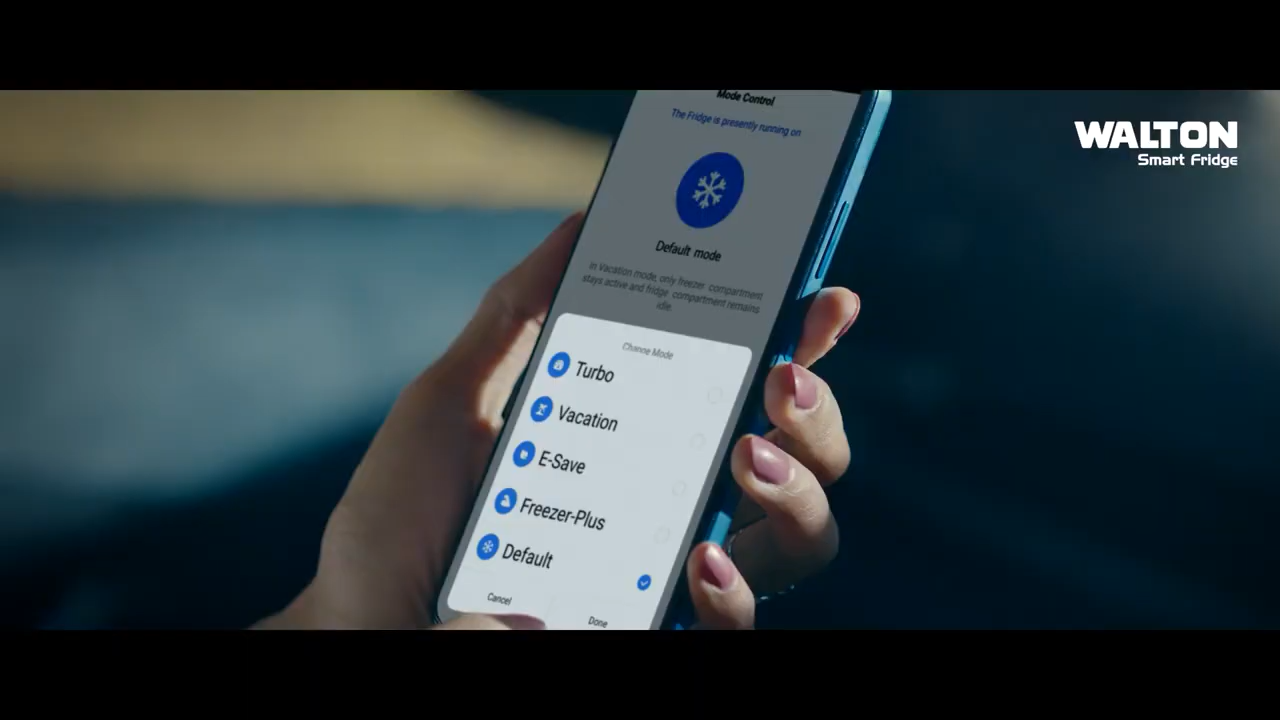 WALTON
Smart Fridge
Mode Control
The Fridge is presently running on
Default mode
In Vacation mode, only freezer compartment
stays active and fridge compartment remains
idle.
Change Mode
Turbo
Vacation
E-Save
Freezer-Plus
Default
Cancel
Done